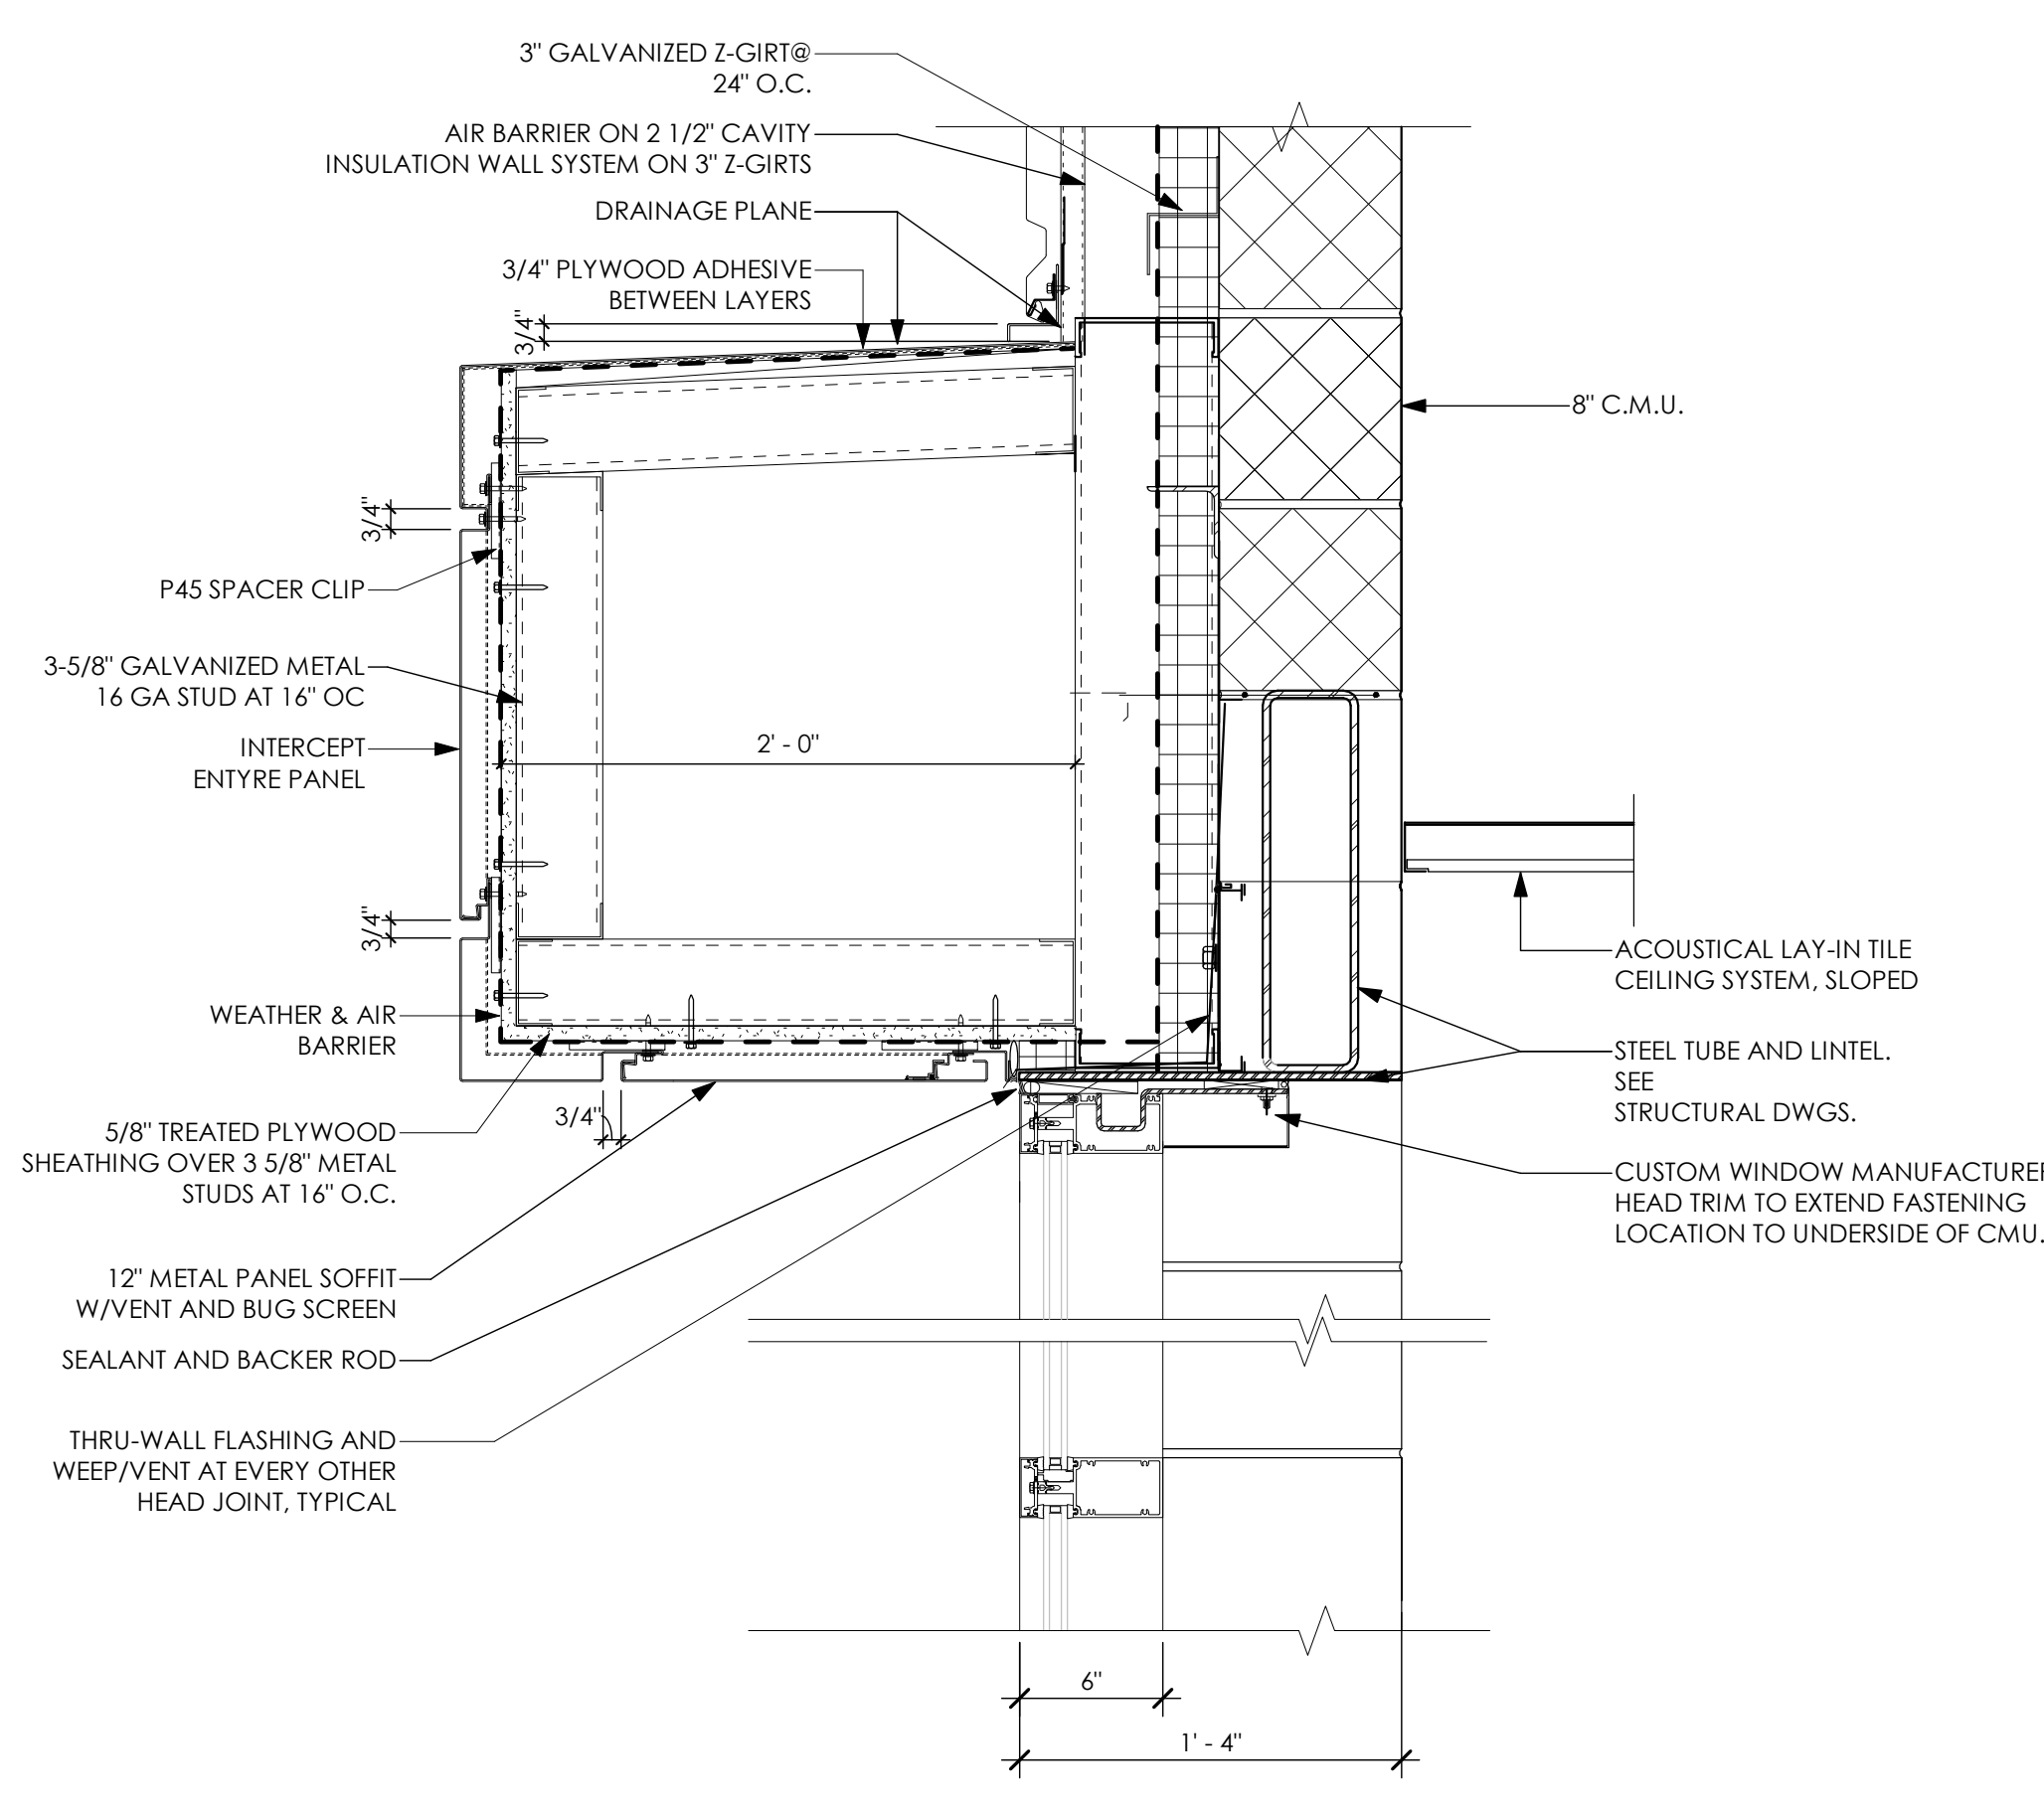 3" GALVANIZED Z-GIRT@
24" O.C.
AIR BARRIER ON 2 1/2" CAVITY
INSULATION WALL SYSTEM ON 3" Z-GIRTS
DRAINAGE PLANE
3/4" PLYWOOD ADHESIVE
BETWEEN LAYERS
3/4"
8" C.M.U.
3/4"
P45 SPACER CLIP
3-5/8" GALVANIZED METAL
16 GA STUD AT 16" OC
INTERCEPT
ENTYRE PANEL
2' - 0"
3/4"
ACOUSTICAL LAY-IN TILE
CEILING SYSTEM, SLOPED
WEATHER & AIR
BARRIER
STEEL TUBE AND LINTEL.
SEE
STRUCTURAL DWGS.
3/4"
5/8" TREATED PLYWOOD
SHEATHING OVER 3 5/8" METAL
STUDS AT 16" O.C.
CUSTOM WINDOW MANUFACTURER
HEAD TRIM TO EXTEND FASTENING
LOCATION TO UNDERSIDE OF CMU.
12" METAL PANEL SOFFIT
W/VENT AND BUG SCREEN
SEALANT AND BACKER ROD
THRU-WALL FLASHING AND
WEEP/VENT AT EVERY OTHER
HEAD JOINT, TYPICAL
6"
1' - 4"